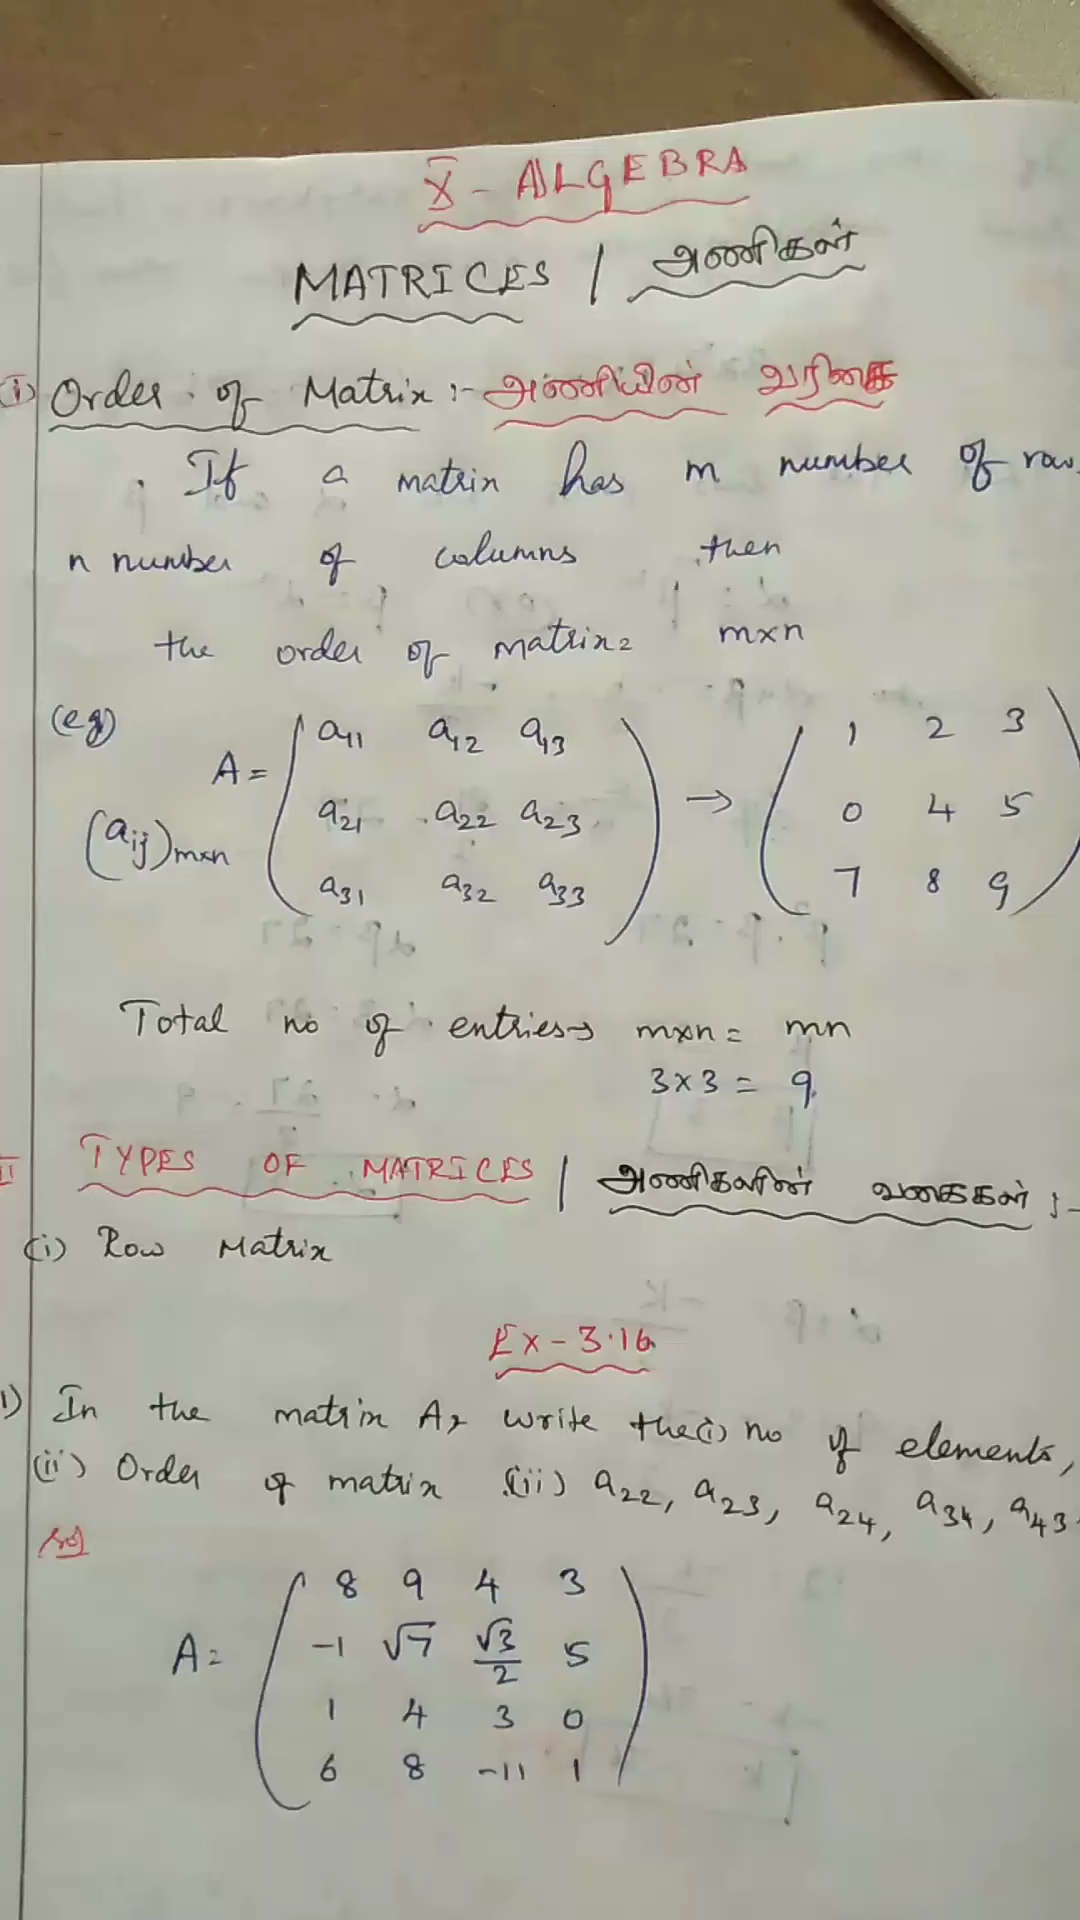 X - ALGEBRA
MATRICES / அணிகள்
(I) Order of Matrix :- அணியின் வரிசை
If a matrix has m number of row
n number of columns then
the order of matrix = m×n
(eg)
A = ( a₁₁ a₁₂ a₁₃ ) → ( 1 2 3 )
(aᵢⱼ)m×n ( a₂₁ a₂₂ a₂₃ ) ( 0 4 5 )
( a₃₁ a₃₂ a₃₃ ) ( 7 8 9 )
Total no of entries → m×n = mn
3×3 = 9
II TYPES OF MATRICES / அணிகளின் வகைகள் :-
(i) Row Matrix
Ex - 3.16
1) In the matrix A, write the (i) no of elements,
(ii) Order of matrix (iii) a₂₂, a₂₃, a₂₄, a₃₄, a₄₃.
8 9 4 3
A = -1 √7 √3/2 5
1 4 3 0
6 8 -11 1